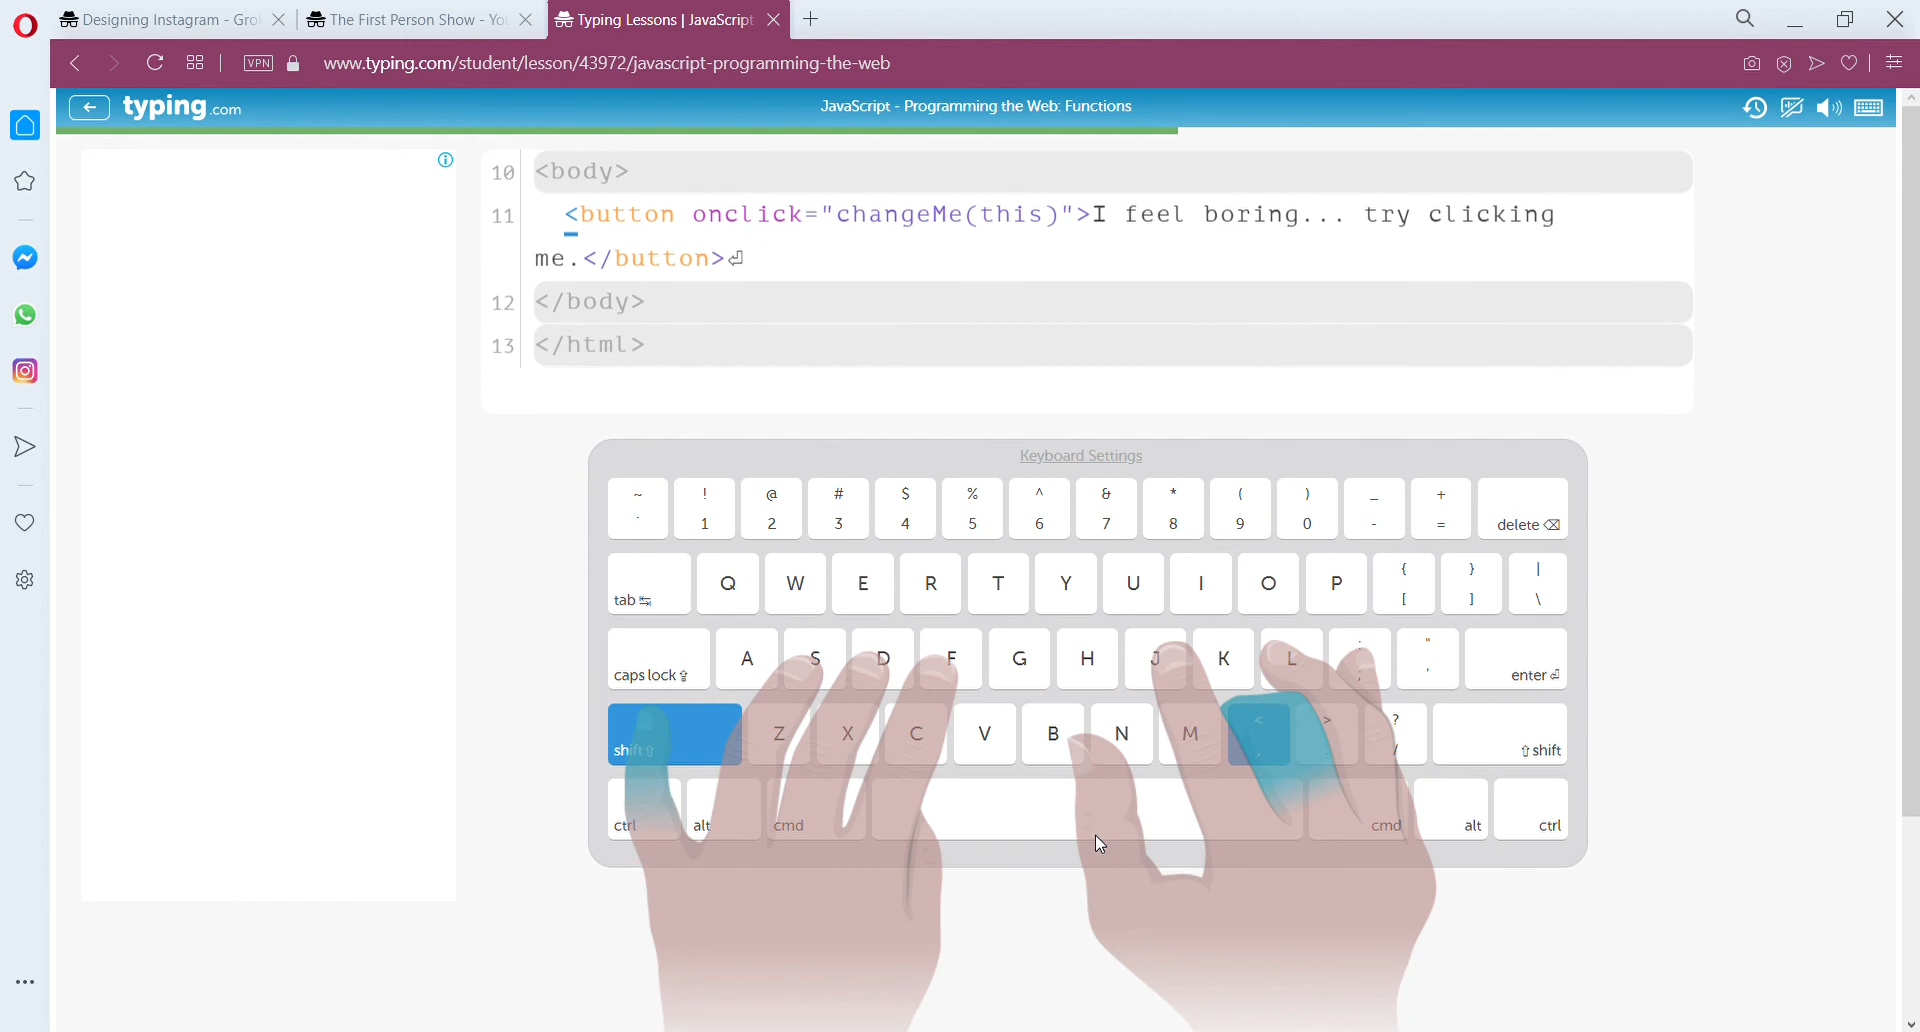 Designing Instagram - Grok
The First Person Show - Yo
Typing Lessons | JavaScript
VPN
www.typing.com/student/lesson/43972/javascript-programming-the-web
typing.com
JavaScript - Programming the Web: Functions
10 <body>
11 <button onclick="changeMe(this)">I feel boring... try clicking
me.</button>⏎
12 </body>
13 </html>
Keyboard Settings
~ ! @ # $ % ^ & * ( ) _ +
` 1 2 3 4 5 6 7 8 9 0 - = delete ⌫
tab Q W E R T Y U I O P { [ } ] | \
caps lock A S D F G H J K L : ; " ' enter ⏎
shift⇧ Z X C V B N M < , > . ? / ⇧shift
ctrl alt cmd cmd alt ctrl